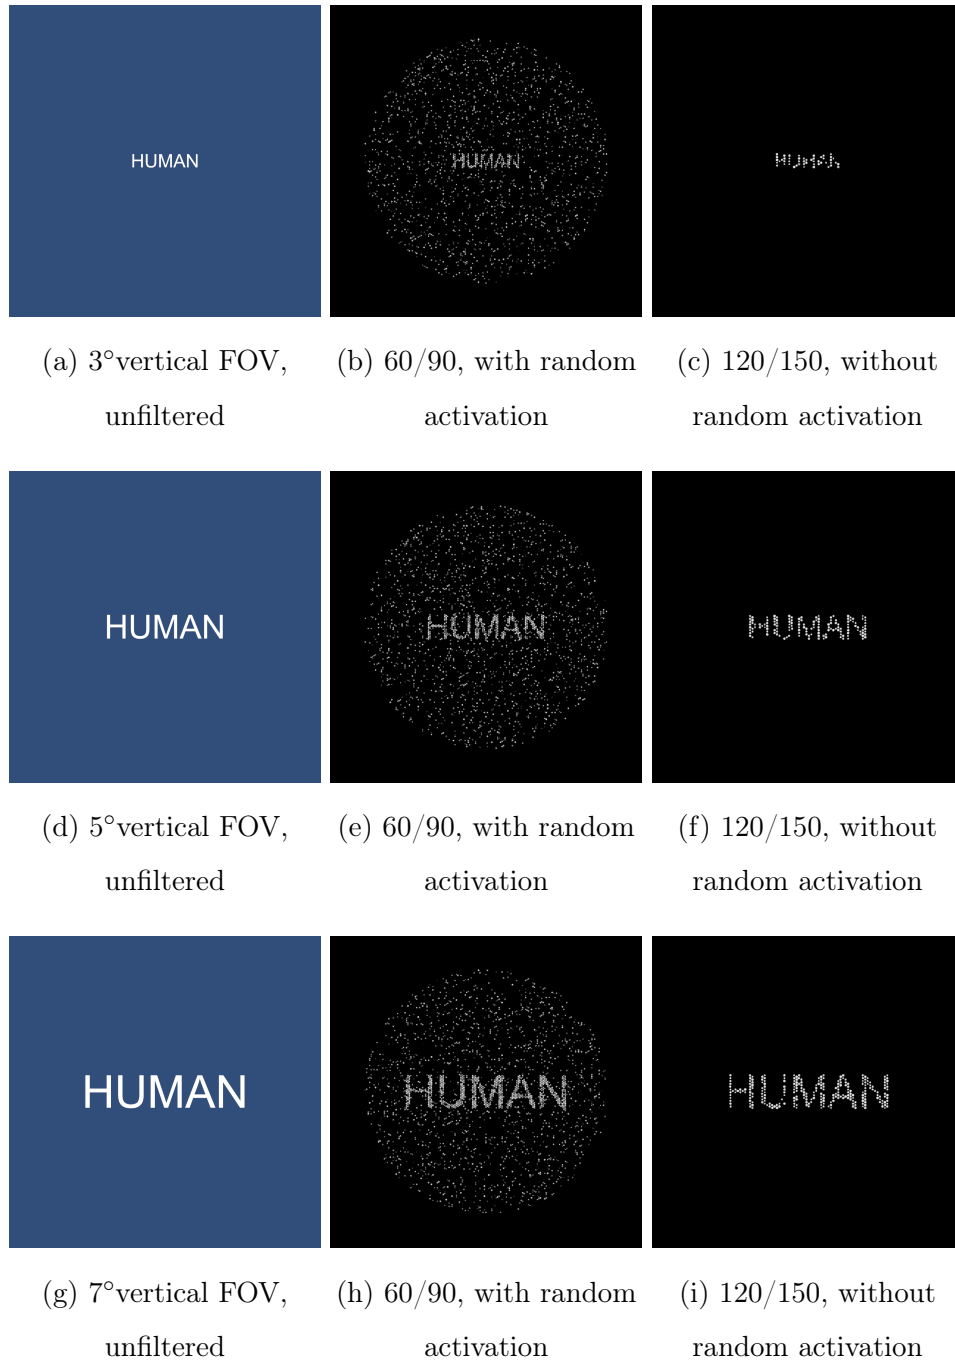 HUMAN HUMAN HUMAN
(a) 3°vertical FOV, (b) 60/90, with random (c) 120/150, without
unfiltered activation random activation
HUMAN HUMAN HUMAN
(d) 5°vertical FOV, (e) 60/90, with random (f) 120/150, without
unfiltered activation random activation
HUMAN HUMAN HUMAN
(g) 7°vertical FOV, (h) 60/90, with random (i) 120/150, without
unfiltered activation random activation